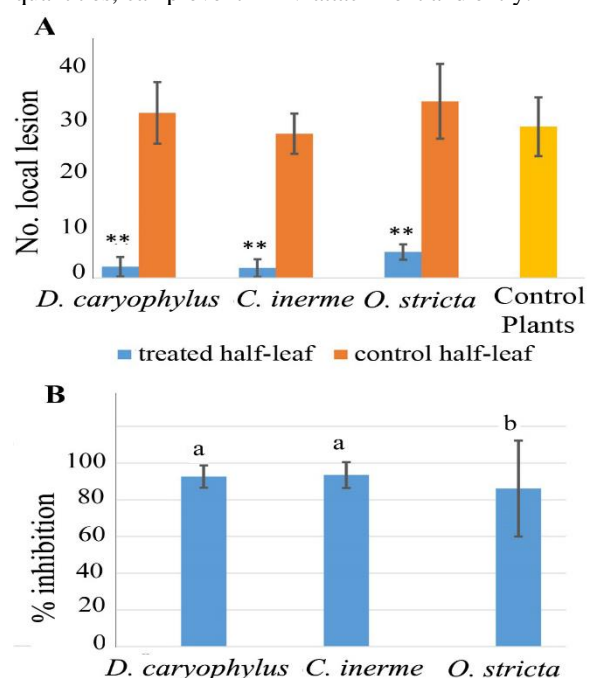 A
No. local lesion
40
30
20
10
0
**
**
**
D. caryophylus C. inerme O. stricta Control
Plants
treated half-leaf control half-leaf
B
% inhibition
100
80
60
40
20
0
a
a
b
D. caryophylus C. inerme O. stricta